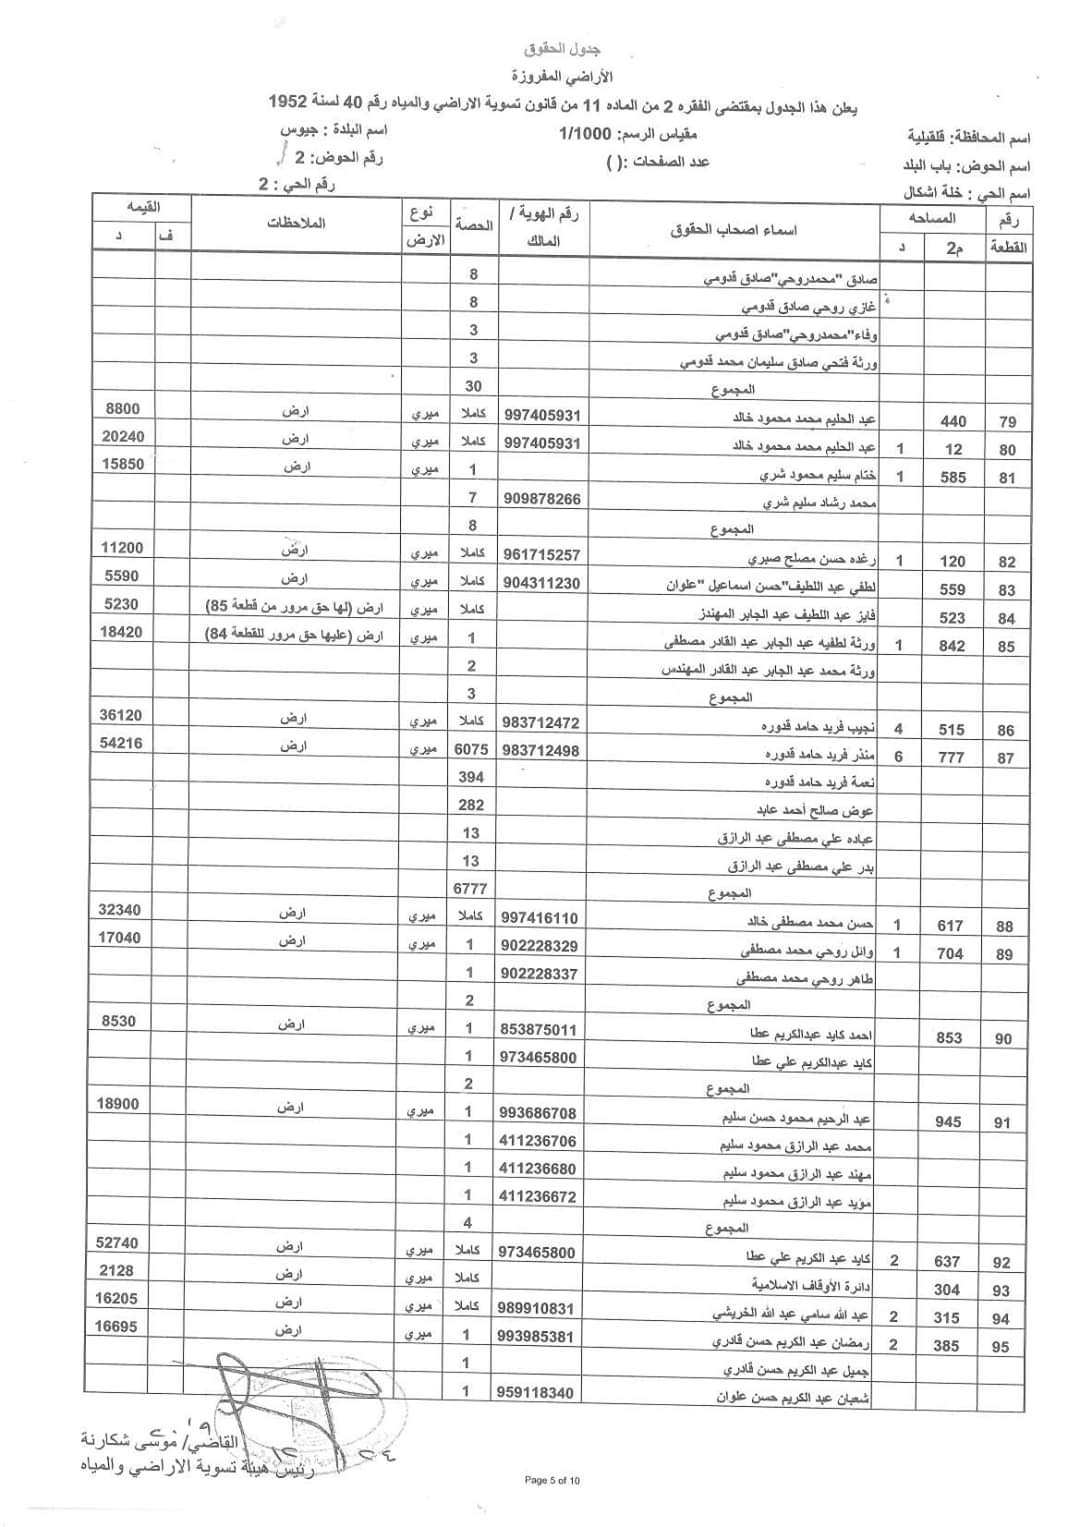 جدول الحقوق
الأراضي المفروزة
يعلن هذا الجدول بمقتضى الفقره 2 من الماده 11 من قانون تسوية الاراضي والمياه رقم 40 لسنة 1952
اسم المحافظة: قلقيلية مقياس الرسم: 1/1000 اسم البلدة : جيوس
اسم الحوض: باب البلد عدد الصفحات :( ) رقم الحوض: 2
اسم الحي : خلة اشكال رقم الحي : 2
رقم القطعة المساحه م2 د اسماء اصحاب الحقوق رقم الهوية / المالك الحصة نوع الارض الملاحظات القيمه ف د
صادق "محمدروحي"صادق قدومي 8
غازي روحي صادق قدومي 8
وفاء"محمدروحي"صادق قدومي 3
ورثة فتحي صادق سليمان محمد قدومي 3
المجموع 30
79 440 عبد الحليم محمد محمود خالد 997405931 كاملا ميري ارض 8800
80 12 1 عبد الحليم محمد محمود خالد 997405931 كاملا ميري ارض 20240
81 585 1 ختام سليم محمود شري 1 ميري ارض 15850
محمد رشاد سليم شري 909878266 7
المجموع 8
82 120 1 رغده حسن مصلح صبري 961715257 كاملا ميري ارض 11200
83 559 لطفي عبد اللطيف"حسن اسماعيل "علوان 904311230 كاملا ميري ارض 5590
84 523 فايز عبد اللطيف عبد الجابر المهندز كاملا ميري ارض (لها حق مرور من قطعة 85) 5230
85 842 1 ورثة لطفيه عبد الجابر عبد القادر مصطفى 1 ميري ارض (عليها حق مرور للقطعة 84) 18420
ورثة محمد عبد الجابر عبد القادر المهندس 2
المجموع 3
86 515 4 نجيب فريد حامد قدوره 983712472 كاملا ميري ارض 36120
87 777 6 منذر فريد حامد قدوره 983712498 6075 ميري ارض 54216
نعمة فريد حامد قدوره 394
عوض صالح أحمد عابد 282
عباده علي مصطفى عبد الرازق 13
بدر علي مصطفى عبد الرازق 13
المجموع 6777
88 617 1 حسن محمد مصطفى خالد 997416110 كاملا ميري ارض 32340
89 704 1 وائل روحي محمد مصطفى 902228329 1 ميري ارض 17040
طاهر روحي محمد مصطفى 902228337 1
المجموع 2
90 853 احمد كايد عبدالكريم عطا 853875011 1 ميري ارض 8530
كايد عبدالكريم علي عطا 973465800 1
المجموع 2
91 945 عبد الرحيم محمود حسن سليم 993686708 1 ميري ارض 18900
محمد عبد الرازق محمود سليم 411236706 1
مهند عبد الرازق محمود سليم 411236680 1
مؤيد عبد الرازق محمود سليم 411236672 1
المجموع 4
92 637 2 كايد عبد الكريم علي عطا 973465800 كاملا ميري ارض 52740
93 304 دائرة الأوقاف الاسلامية كاملا ميري ارض 2128
94 315 2 عبد الله سامي عبد الله الخريشي 989910831 كاملا ميري ارض 16205
95 385 2 رمضان عبد الكريم حسن قادري 993985381 1 ميري ارض 16695
جميل عبد الكريم حسن قادري 1
شعبان عبد الكريم حسن علوان 959118340 1
القاضي/ موسى شكارنة
رئيس هيئة تسوية الاراضي والمياه
Page 5 of 10